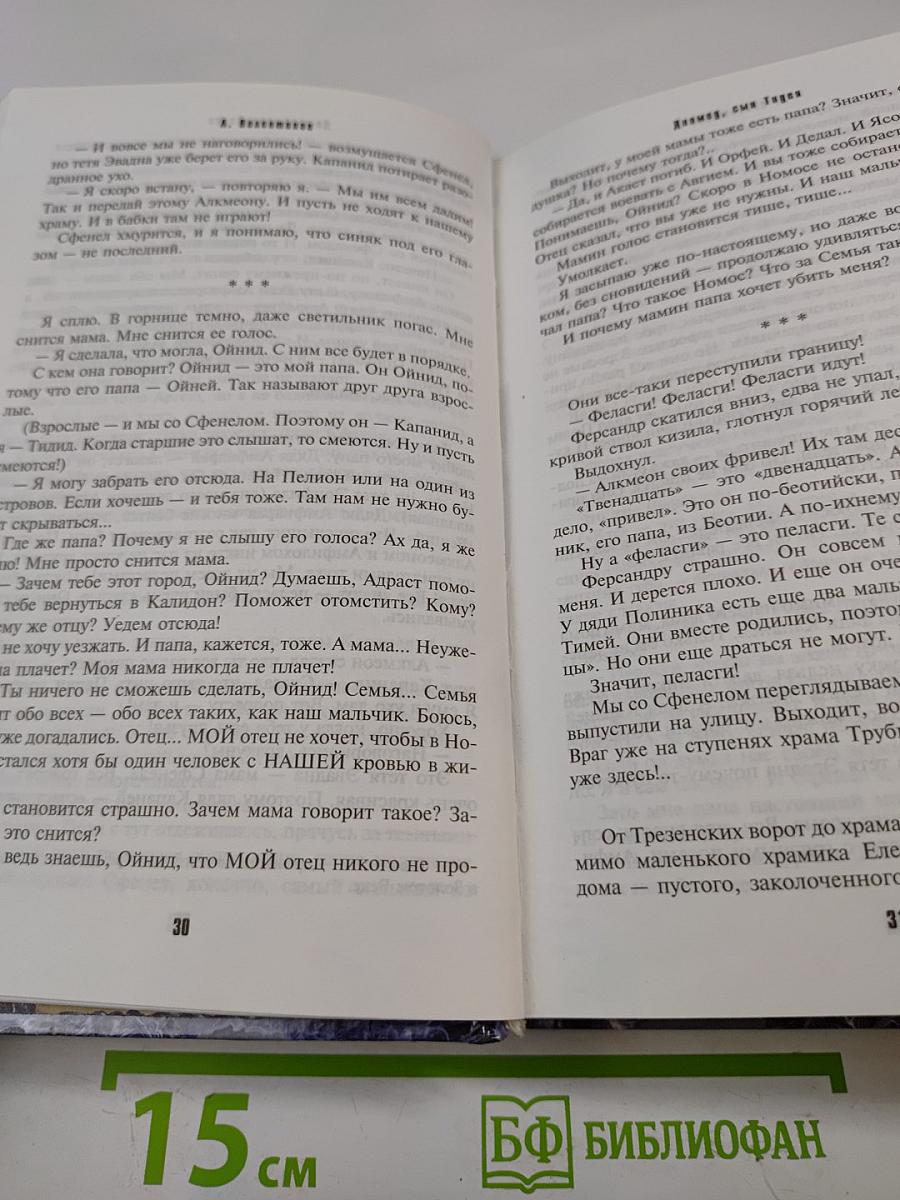 А. Валентинов
— И вовсе мы не наговорились! — возмущается Сфенел,
но тетя Эвадна уже берет его за руку. Капанид потирает разо-
дранное ухо.
— Я скоро встану, — повторяю я. — Мы им всем дадим!
Так и передай этому Алкмеону. И пусть не ходят к нашему
храму. И в бабки там не играют!
Сфенел хмурится, и я понимаю, что синяк под его гла-
зом — не последний.
* * *
Я сплю. В горнице темно, даже светильник погас. Мне
снится мама. Мне снится ее голос.
— Я сделала, что могла, Ойнид. С ним все будет в порядке.
С кем она говорит? Ойнид — это мой папа. Он Ойнид, по-
тому что его папа — Ойней. Так называют друг друга взрос-
лые.
(Взрослые — и мы со Сфенелом. Поэтому он — Капанид, а
я — Тидид. Когда старшие это слышат, то смеются. Ну и пусть
смеются!)
— Я могу забрать его отсюда. На Пелион или на один из
стровов. Если хочешь — и тебя тоже. Там нам не нужно бу-
т скрываться...
Где же папа? Почему я не слышу его голоса? Ах да, я же
лю! Мне просто снится мама.
— Зачем тебе этот город, Ойнид? Думаешь, Адраст помо-
тебе вернуться в Калидон? Поможет отомстить? Кому?
ему же отцу? Уедем отсюда!
не хочу уезжать. И папа, кажется, тоже. А мама... Неуже-
а плачет? Моя мама никогда не плачет!
Ты ничего не сможешь сделать, Ойнид! Семья... Семья
т обо всех — обо всех таких, как наш мальчик. Боюсь,
же догадались. Отец... МОЙ отец не хочет, чтобы в Но-
стался хотя бы один человек с НАШЕЙ кровью в жи-
становится страшно. Зачем мама говорит такое? За-
это снится?
ведь знаешь, Ойнид, что МОЙ отец никого не про-
30
Диомед, сын Тидея
Выходит, у моей мамы тоже есть папа? Значит,
душка? Но почему тогда?..
— Да, и Акаст погиб. И Орфей. И Дедал. И Ясо
собирается воевать с Авгием. И вы тоже собирает
Понимаешь, Ойнид? Скоро в Номосе не остан
Отец сказал, что вы уже не нужны. И наш маль
Мамин голос становится тише, тише...
Умолкает.
Я засыпаю уже по-настоящему, но даже во
ком, без сновидений — продолжаю удивляться
чал папа? Что такое Номос? Что за Семья так
И почему мамин папа хочет убить меня?
* * *
Они все-таки переступили границу!
— Феласги! Феласги! Феласги идут!
Ферсандр скатился вниз, едва не упал,
кривой ствол кизила, глотнул горячий ле
Выдохнул.
— Алкмеон своих фривел! Их там дес
«Твенадцать» — это «двенадцать». А
дело, «привел». Это он по-беотийски, п
ник, его папа, из Беотии. А по-ихнему
Ну а «феласги» — это пеласги. Те с
Ферсандру страшно. Он совсем
меня. И дерется плохо. И еще он оче
У дяди Полиника есть еще два маль
Тимей. Они вместе родились, поэто
цы». Но они еще драться не могут.
Значит, пеласги!
Мы со Сфенелом переглядываем
выпустили на улицу. Выходит, во
Враг уже на ступенях храма Труб
уже здесь!..
От Трезенских ворот до храма
мимо маленького храмика Еле
дома — пустого, заколоченного
15 см
БФ БИБЛИОФАН